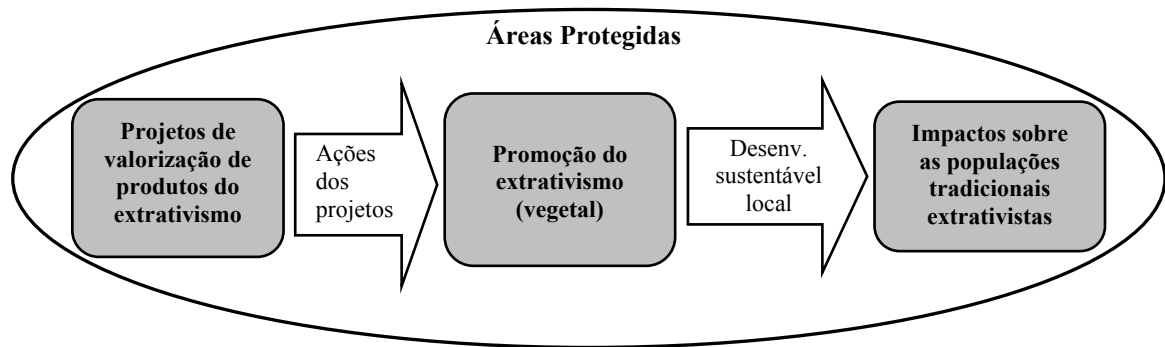 Áreas Protegidas
Projetos de
valorização de
produtos do
extrativismo
Ações
dos
projetos
Promoção do
extrativismo
(vegetal)
Desenv.
sustentável
local
Impactos sobre
as populações
tradicionais
extrativistas